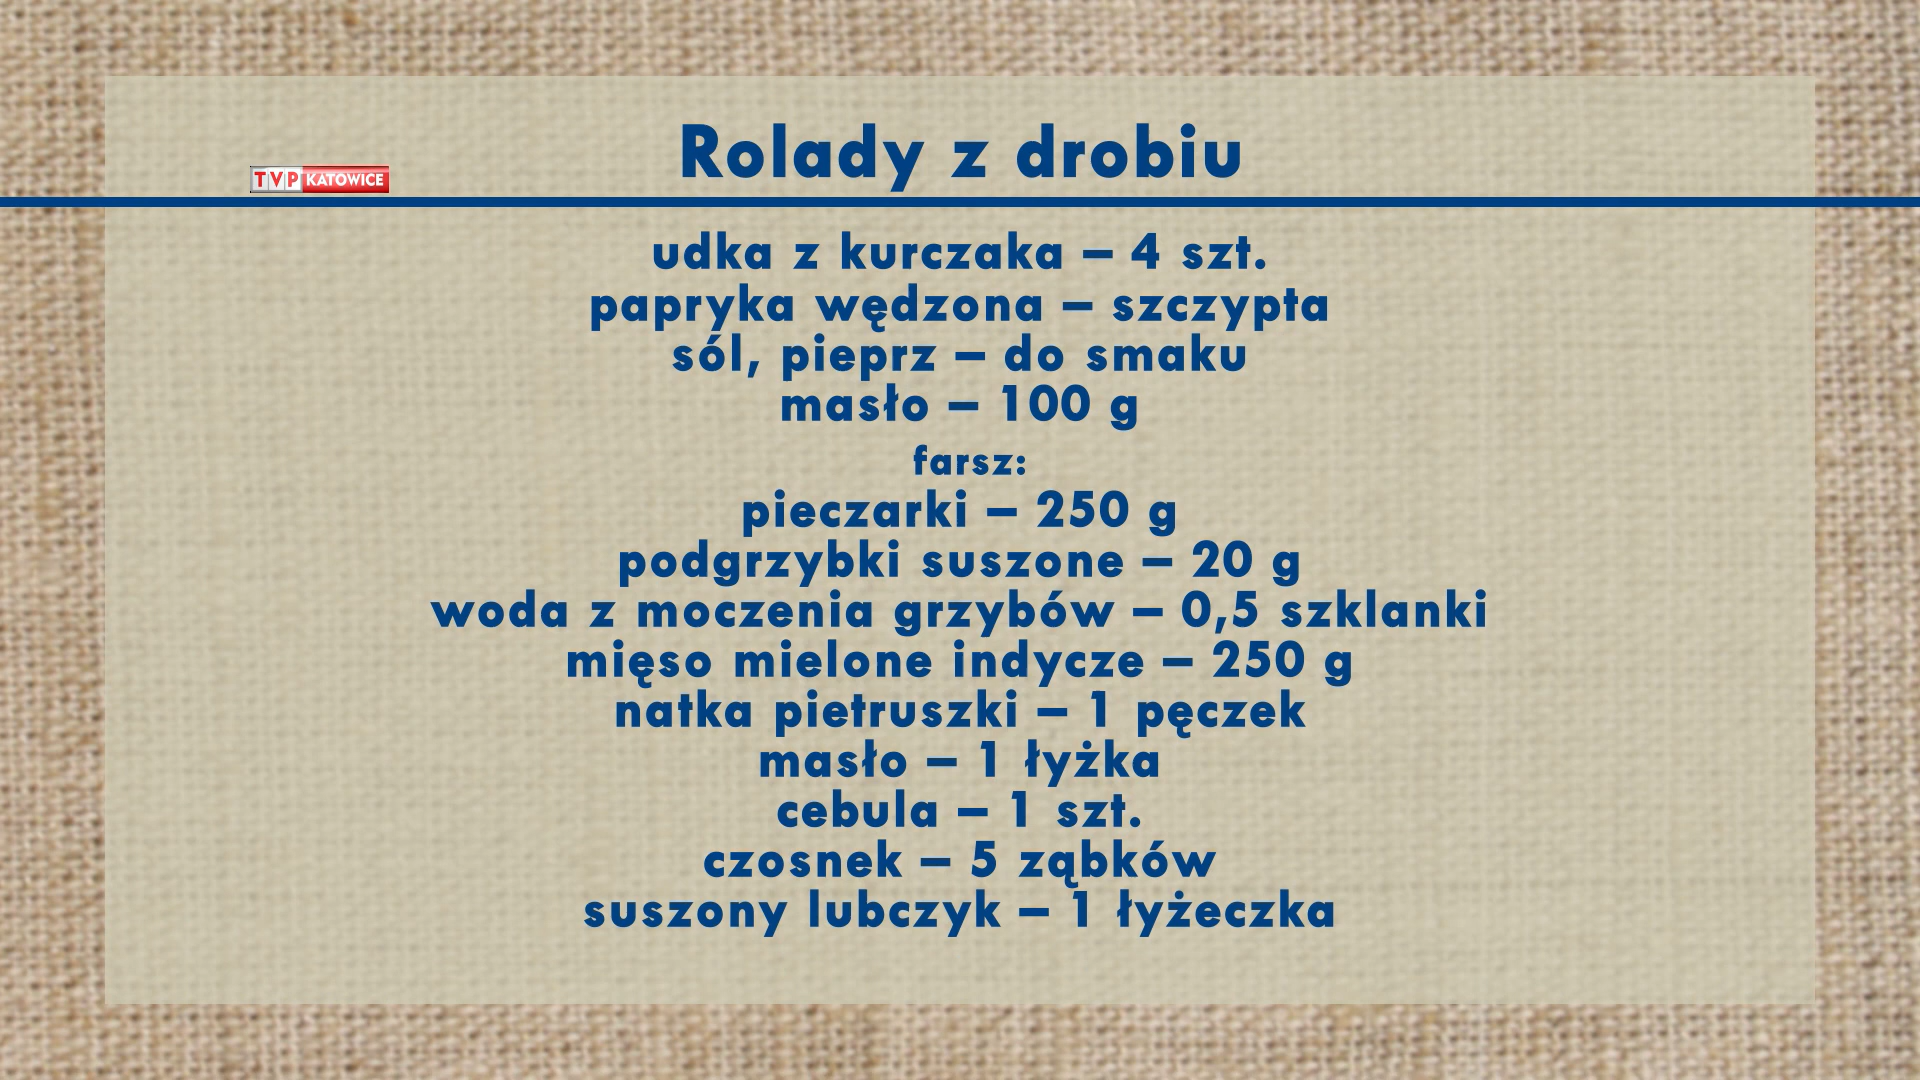 Rolady z drobiu
TVP KATOWICE
udka z kurczaka – 4 szt.
papryka wędzona – szczypta
sól, pieprz – do smaku
masło – 100 g
farsz:
pieczarki – 250 g
podgrzybki suszone – 20 g
woda z moczenia grzybów – 0,5 szklanki
mięso mielone indycze – 250 g
natka pietruszki – 1 pęczek
masło – 1 łyżka
cebula – 1 szt.
czosnek – 5 ząbków
suszony lubczyk – 1 łyżeczka